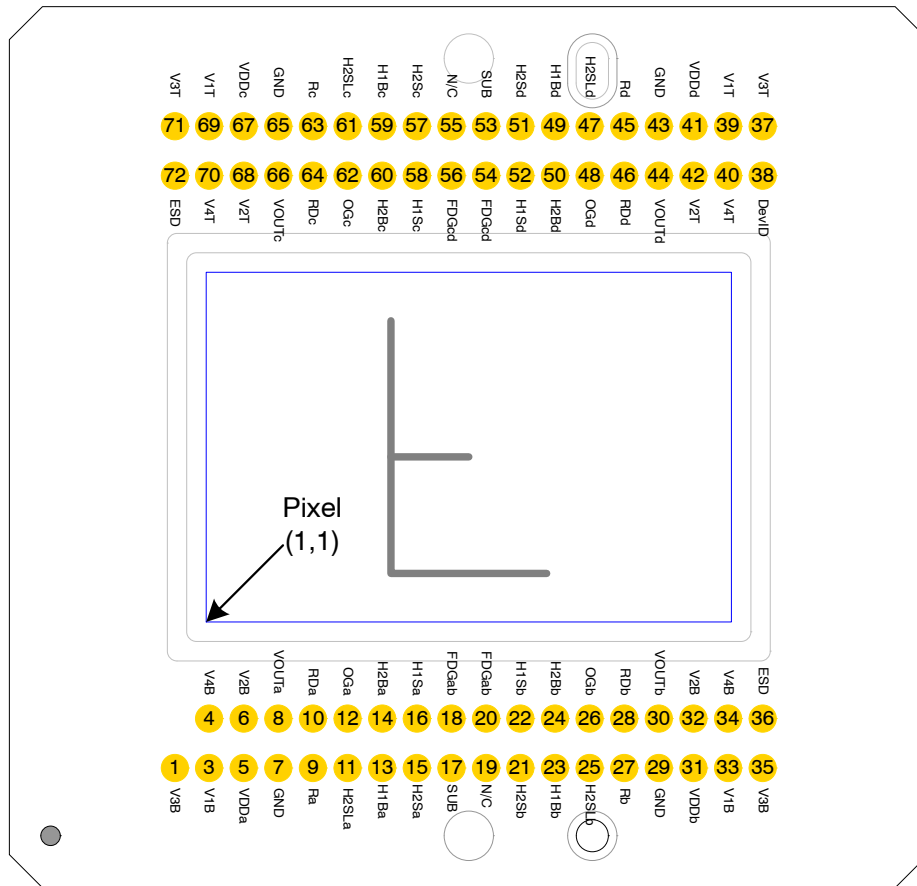 V3T V1T VDDc GND Rc H2SLc H1Bc H2Sc N/C SUB H2Sd H1Bd H2SLd Rd GND VDDd V1T V3T
71 69 67 65 63 61 59 57 55 53 51 49 47 45 43 41 39 37
72 70 68 66 64 62 60 58 56 54 52 50 48 46 44 42 40 38
ESD V4T V2T VOUTc RDc OGc H2Bc H1Sc FDGcd FDGcd H1Sd H2Bd OGd RDd VOUTd V2T V4T DevID
Pixel
(1,1)
V4B V2B VOUTa RDa OGa H2Ba H1Sa FDGab FDGab H1Sb H2Bb OGb RDb VOUTb V2B V4B ESD
4 6 8 10 12 14 16 18 20 22 24 26 28 30 32 34 36
1 3 5 7 9 11 13 15 17 19 21 23 25 27 29 31 33 35
V3B V1B VDDa GND Ra H2SLa H1Ba H2Sa SUB N/C H2Sb H1Bb H2SLb Rb GND VDDb V1B V3B